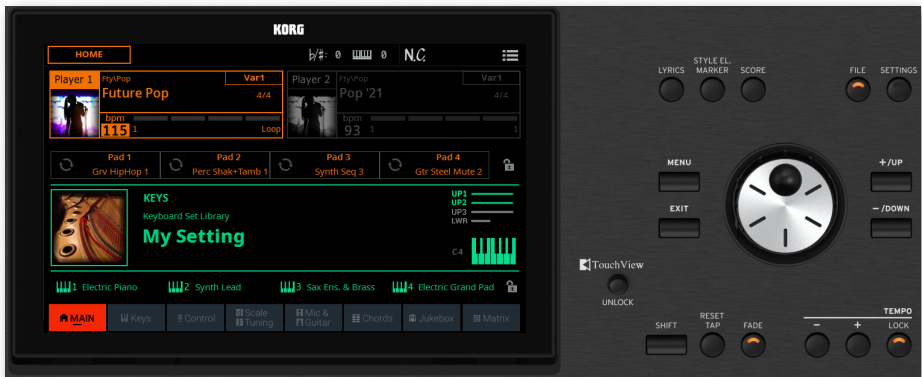 KORG
HOME
♭/♯: 0 0 N.C.
Player 1 Fty\Pop Var1
Future Pop 4/4
bpm
115 1 Loop
Player 2 Fty\Pop Var1
Pop '21 4/4
bpm
93 1 1
Pad 1
Grv HipHop 1
Pad 2
Perc Shak+Tamb 1
Pad 3
Synth Seq 3
Pad 4
Gtr Steel Mute 2
KEYS
Keyboard Set Library
My Setting
UP1
UP2
UP3
LWR
C4
1 Electric Piano
2 Synth Lead
3 Sax Ens. & Brass
4 Electric Grand Pad
MAIN
Keys
Control
Scale
Tuning
Mic &
Guitar
Chords
Jukebox
Matrix
LYRICS
STYLE EL.
MARKER
SCORE
FILE
SETTINGS
MENU
EXIT
+/UP
−/DOWN
TouchView
UNLOCK
SHIFT
RESET
TAP
FADE
TEMPO
−
+
LOCK